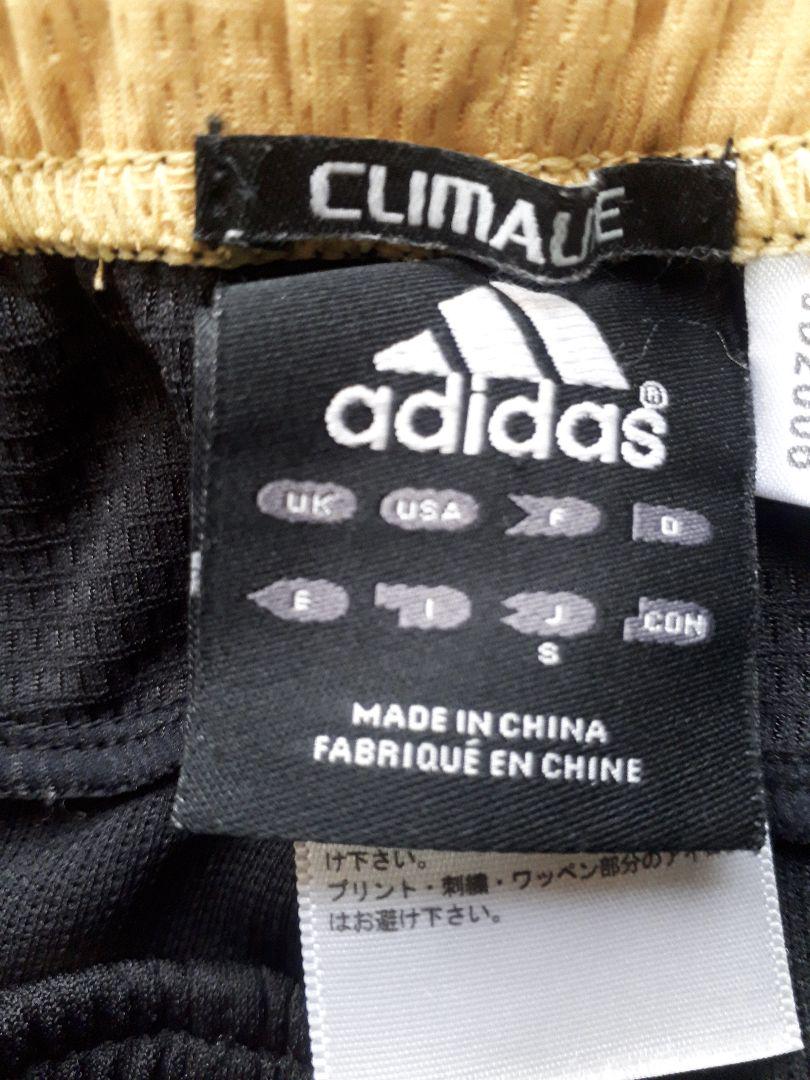 CLIMALITE
adidas®
UK USA F D
E I J CON
S
MADE IN CHINA
FABRIQUÉ EN CHINE
け下さい。
プリント・刺繍・ワッペン部分のアイ
はお避け下さい。